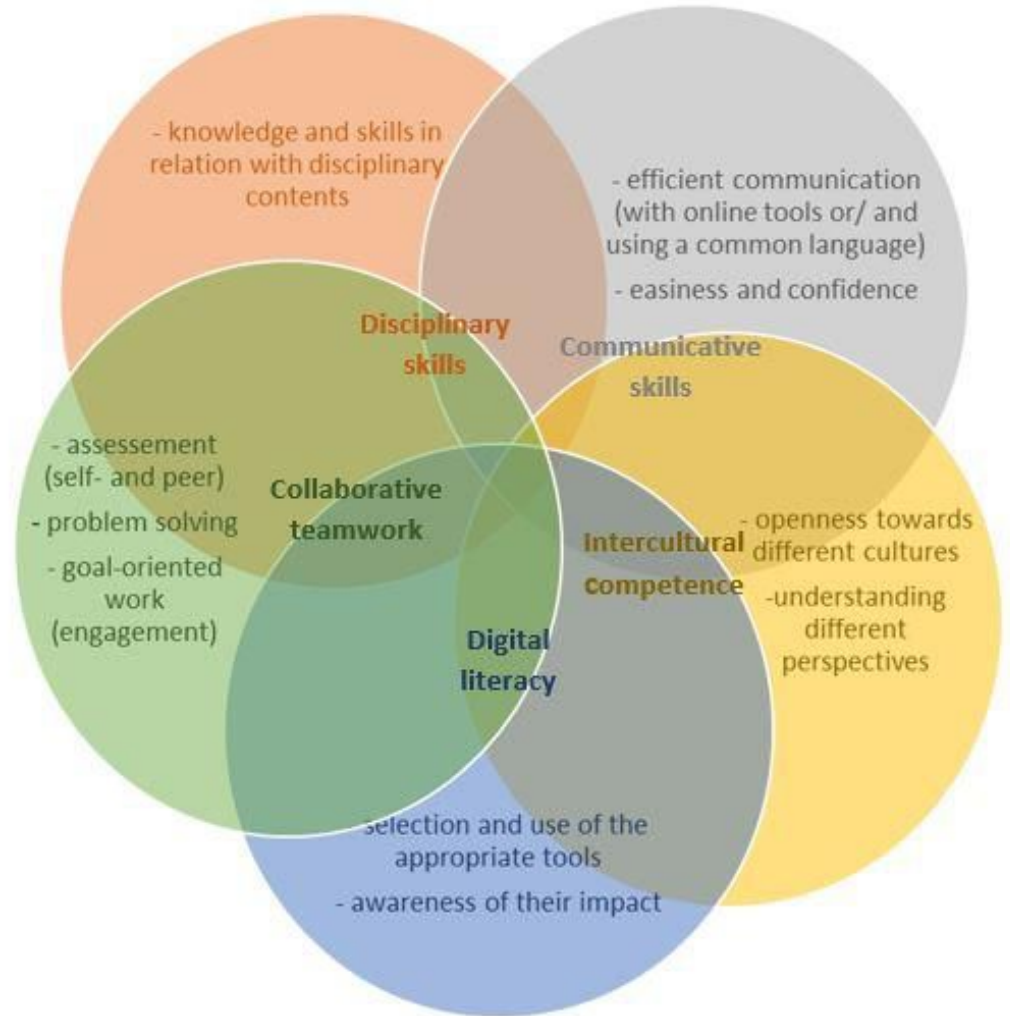 - knowledge and skills in
relation with disciplinary
contents
- efficient communication
(with online tools or/ and
using a common language)
- easiness and confidence
Disciplinary
skills
Communicative
skills
- assessement
(self- and peer)
- problem solving
- goal-oriented
work
(engagement)
Collaborative
teamwork
Intercultural
competence
- openness towards
different cultures
-understanding
different
perspectives
Digital
literacy
selection and use of the
appropriate tools
- awareness of their impact